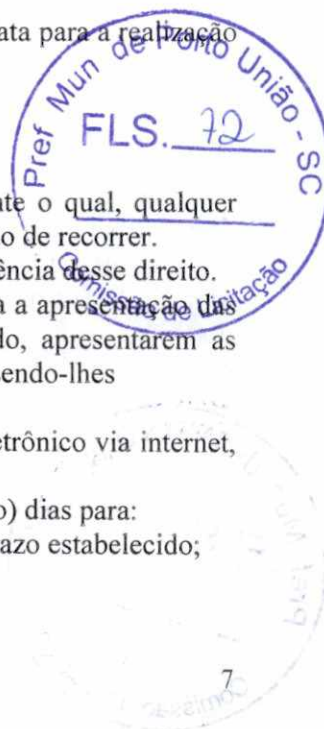 ata para a realização
Pref Mun de Porto União - SC
FLS. 72
Comissão de Licitação
te o qual, qualquer
o de recorrer.
ência desse direito.
a a apresentação das
do, apresentarem as
sendo-lhes
etrônico via internet,
o) dias para:
azo estabelecido;
7